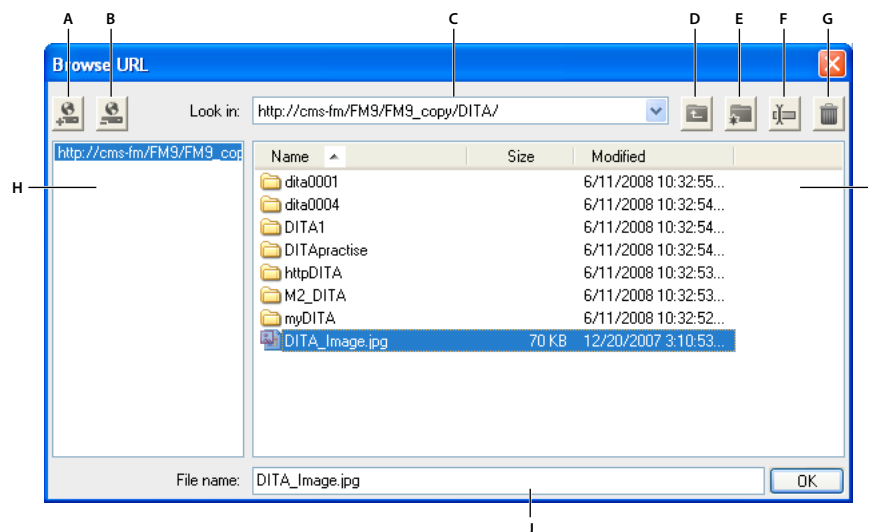 A B C D E F G
Browse URL
Look in: http://cms-fm/FM9/FM9_copy/DITA/
http://cms-fm/FM9/FM9_cop
Name Size Modified
H
dita0001 6/11/2008 10:32:55...
dita0004 6/11/2008 10:32:54...
DITA1 6/11/2008 10:32:54...
DITApractise 6/11/2008 10:32:54...
httpDITA 6/11/2008 10:32:53...
M2_DITA 6/11/2008 10:32:53...
myDITA 6/11/2008 10:32:52...
DITA_Image.jpg 70 KB 12/20/2007 3:10:53...
File name: DITA_Image.jpg OK